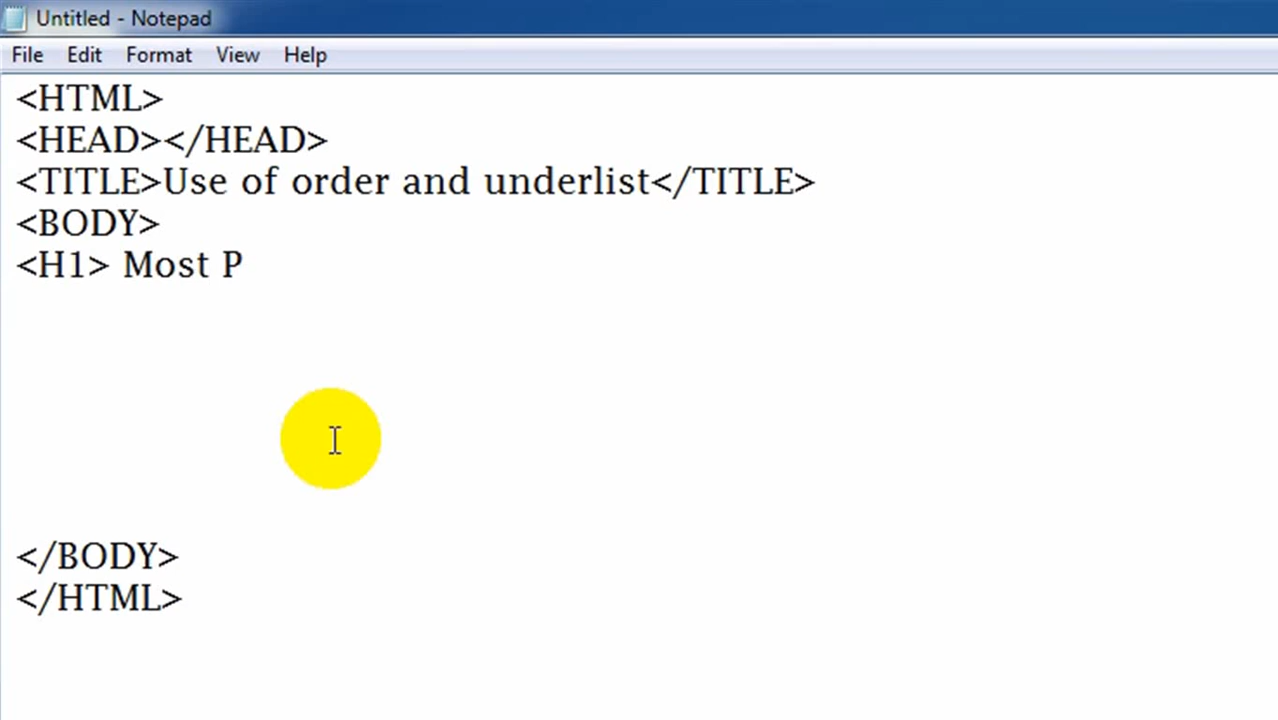 Untitled - Notepad
File Edit Format View Help
<HTML>
<HEAD></HEAD>
<TITLE>Use of order and underlist</TITLE>
<BODY>
<H1> Most P
</BODY>
</HTML>